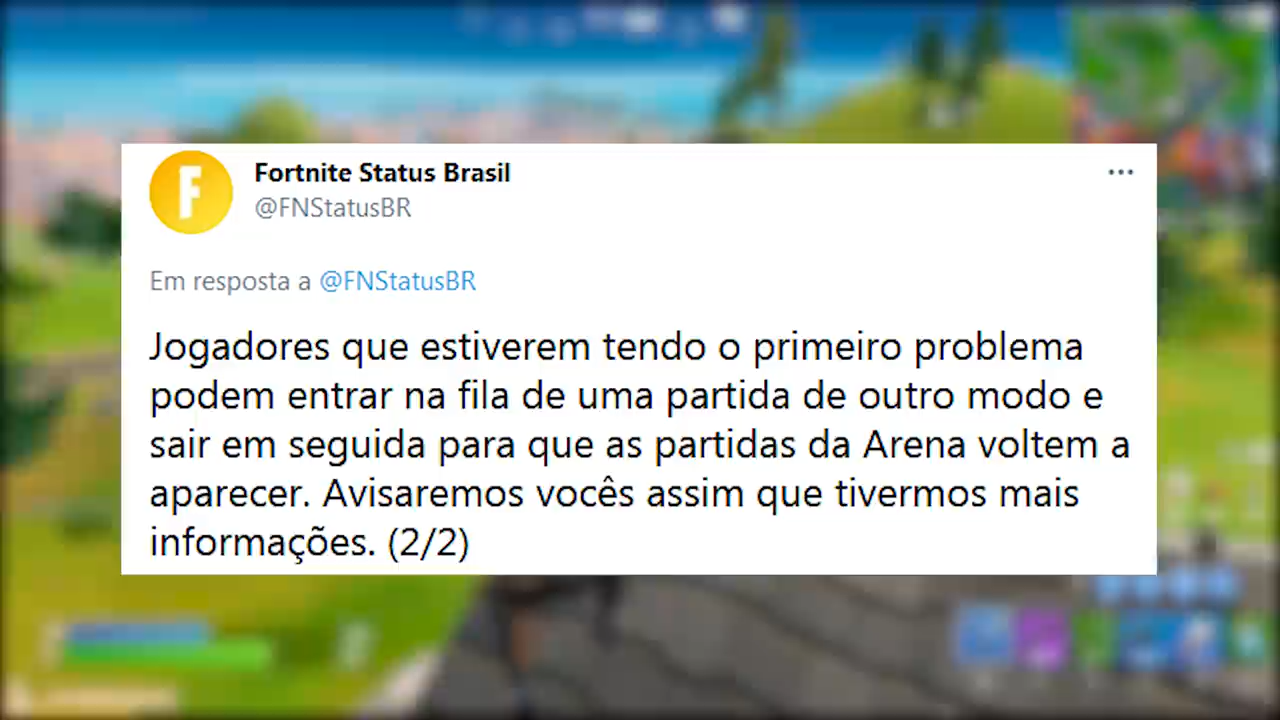 F
Fortnite Status Brasil
@FNStatusBR
Em resposta a @FNStatusBR
Jogadores que estiverem tendo o primeiro problema
podem entrar na fila de uma partida de outro modo e
sair em seguida para que as partidas da Arena voltem a
aparecer. Avisaremos vocês assim que tivermos mais
informações. (2/2)